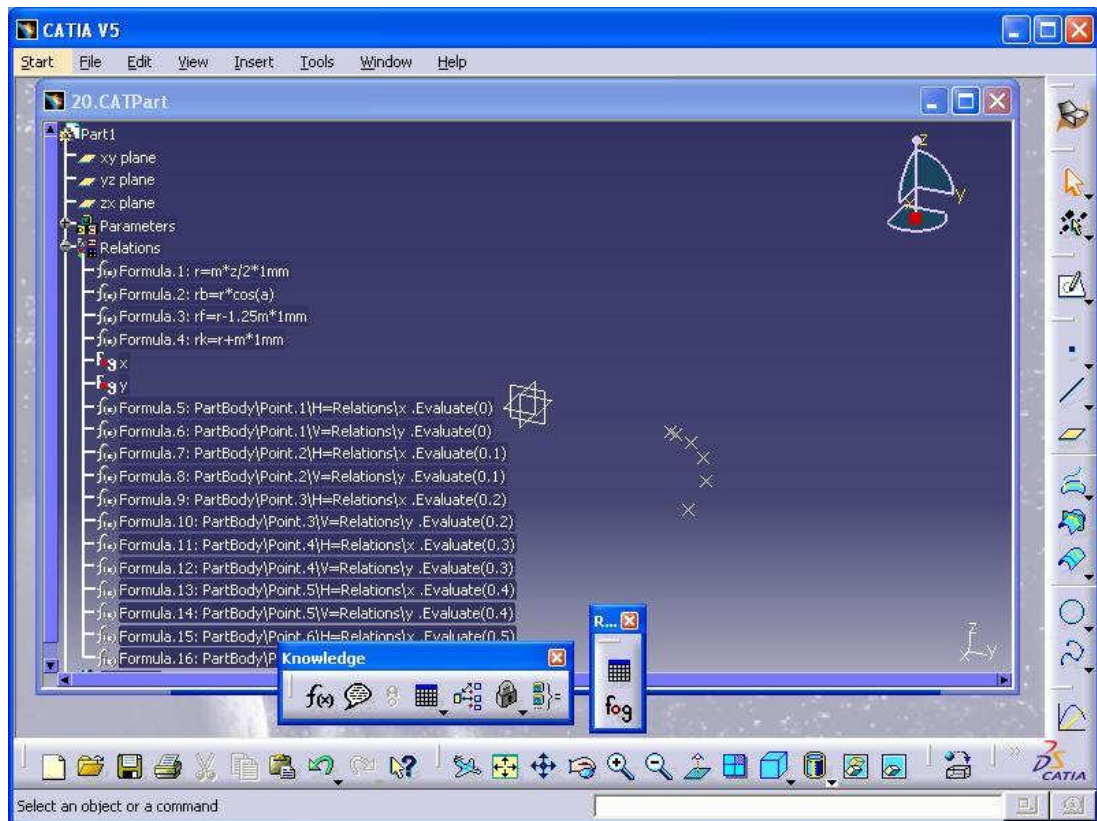 CATIA V5
Start File Edit View Insert Tools Window Help
20.CATPart
Part1
xy plane
yz plane
zx plane
Parameters
Relations
Formula.1: r=m*z/2*1mm
Formula.2: rb=r*cos(a)
Formula.3: rf=r-1.25m*1mm
Formula.4: rk=r+m*1mm
fog x
fog y
Formula.5: PartBody\Point.1\H=Relations\x .Evaluate(0)
Formula.6: PartBody\Point.1\V=Relations\y .Evaluate(0)
Formula.7: PartBody\Point.2\H=Relations\x .Evaluate(0.1)
Formula.8: PartBody\Point.2\V=Relations\y .Evaluate(0.1)
Formula.9: PartBody\Point.3\H=Relations\x .Evaluate(0.2)
Formula.10: PartBody\Point.3\V=Relations\y .Evaluate(0.2)
Formula.11: PartBody\Point.4\H=Relations\x .Evaluate(0.3)
Formula.12: PartBody\Point.4\V=Relations\y .Evaluate(0.3)
Formula.13: PartBody\Point.5\H=Relations\x .Evaluate(0.4)
Formula.14: PartBody\Point.5\V=Relations\y .Evaluate(0.4)
Formula.15: PartBody\Point.6\H=Relations\x .Evaluate(0.5)
Formula.16: PartBody\P
z
y
z
y
x
Knowledge
f(x)
R...
fog
CATIA
Select an object or a command